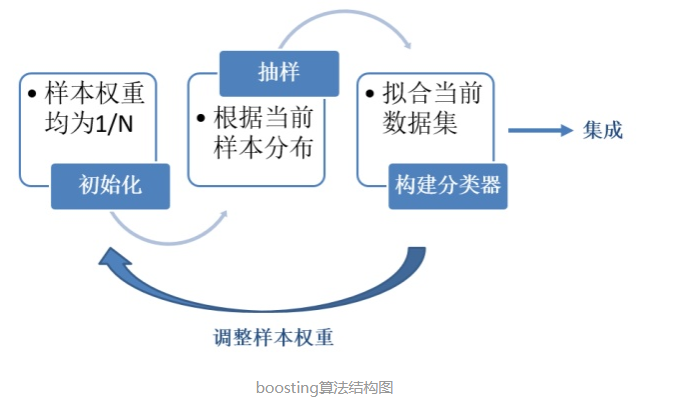 • 样本权重
均为1/N
初始化
抽样
• 根据当前
样本分布
• 拟合当前
数据集
构建分类器
集成
调整样本权重
boosting算法结构图